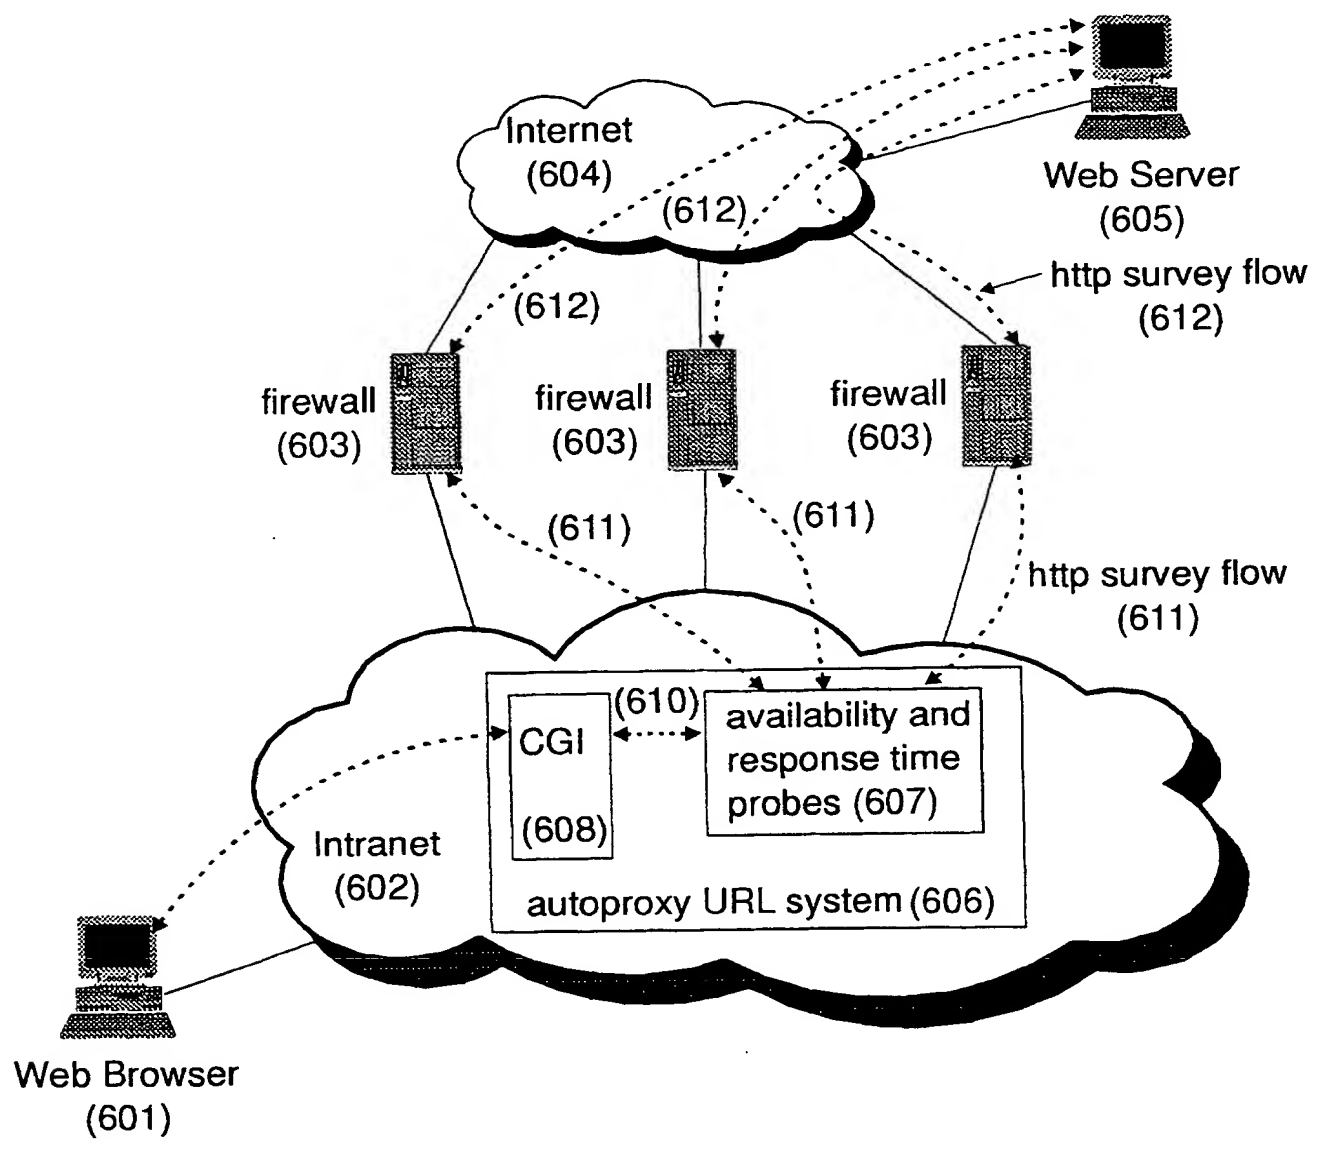 Internet
(604)
Web Server
(605)
(612)
http survey flow
(612)
(612)
firewall
(603)
firewall
(603)
firewall
(603)
(611)
(611)
http survey flow
(611)
(610)
CGI
(608)
availability and
response time
probes (607)
Intranet
(602)
autoproxy URL system (606)
Web Browser
(601)